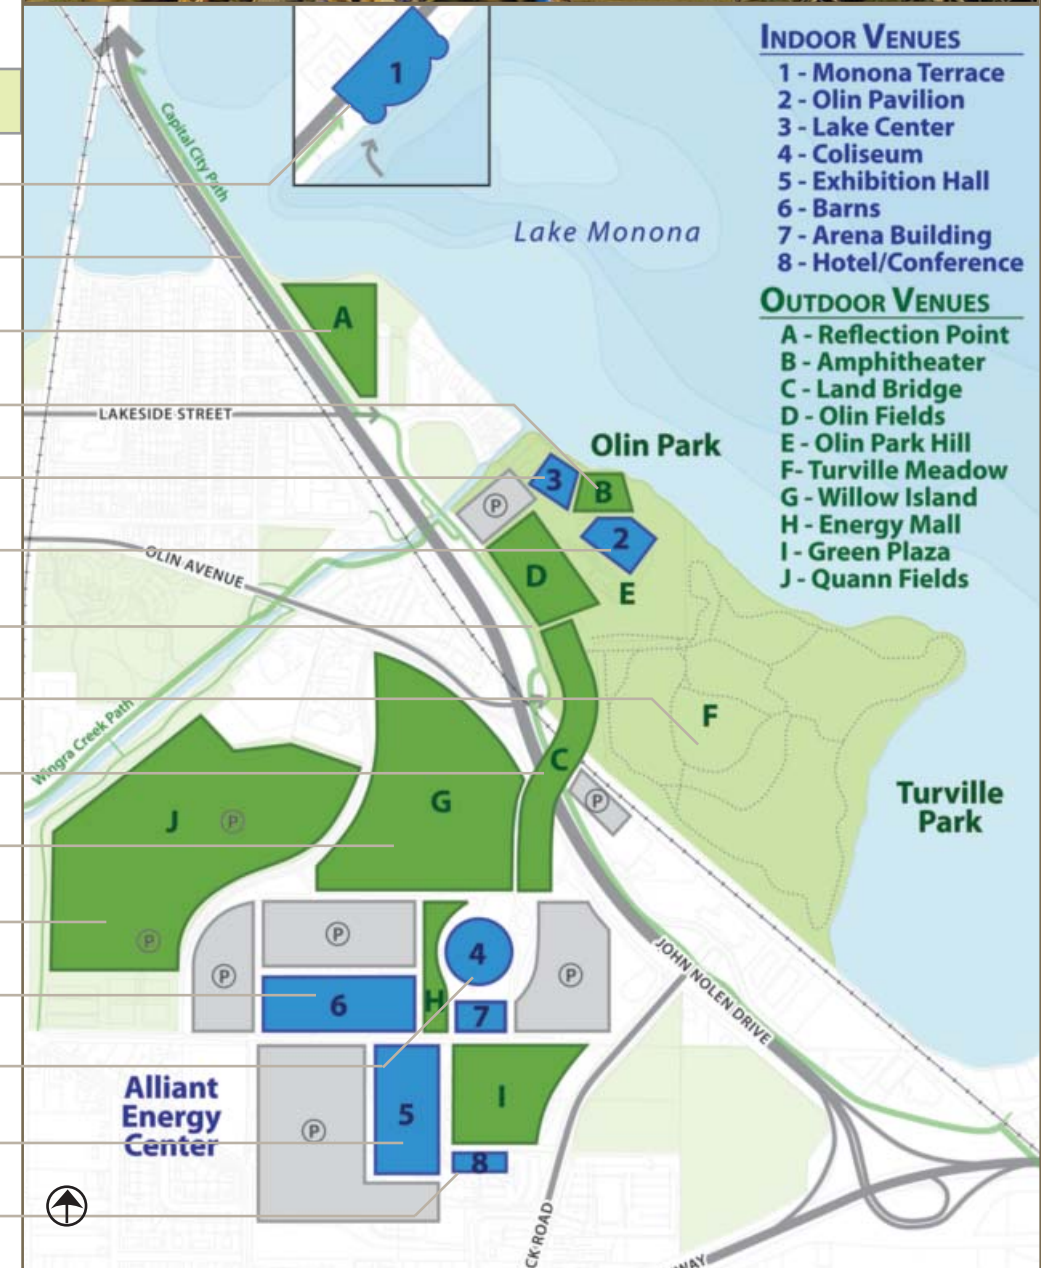 INDOOR VENUES
1 - Monona Terrace
2 - Olin Pavilion
3 - Lake Center
4 - Coliseum
5 - Exhibition Hall
6 - Barns
7 - Arena Building
8 - Hotel/Conference
OUTDOOR VENUES
A - Reflection Point
B - Amphitheater
C - Land Bridge
D - Olin Fields
E - Olin Park Hill
F- Turville Meadow
G - Willow Island
H - Energy Mall
I - Green Plaza
J - Quann Fields
1
Capital City Path
Lake Monona
A
LAKESIDE STREET
Olin Park
3
B
P
2
OLIN AVENUE
D
E
Wingra Creek Path
F
C
J
P
G
P
Turville
Park
P
P
P
4
P
6
H
7
JOHN NOLEN DRIVE
Alliant
Energy
Center
P
5
I
8
CK ROAD
WAY